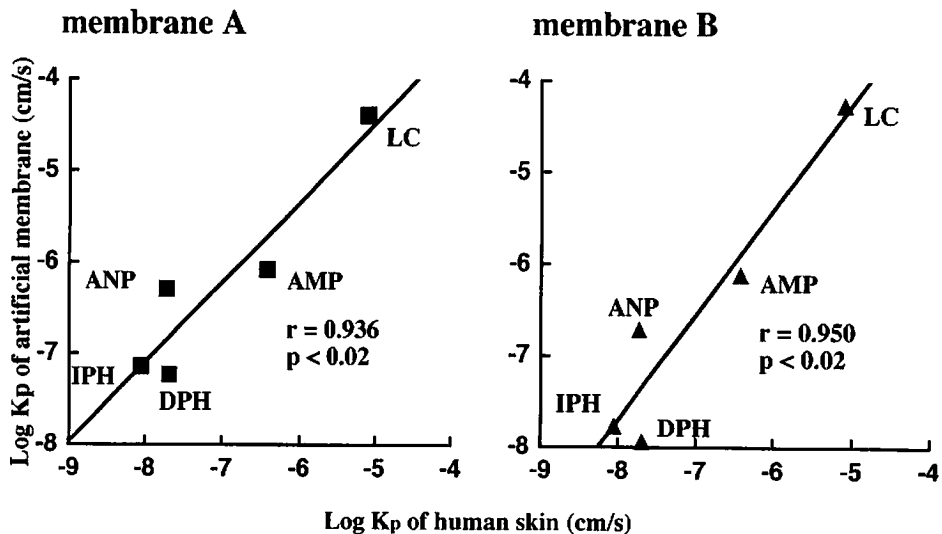 membrane A
membrane B
Log Kp of artificial membrane (cm/s)
-4
-5
-6
-7
-8
-9
-8
-7
-6
-5
-4
LC
ANP
AMP
r = 0.936
p < 0.02
IPH
DPH
-4
-5
-6
-7
-8
-9
-8
-7
-6
-5
-4
LC
AMP
ANP
r = 0.950
p < 0.02
IPH
DPH
Log Kp of human skin (cm/s)